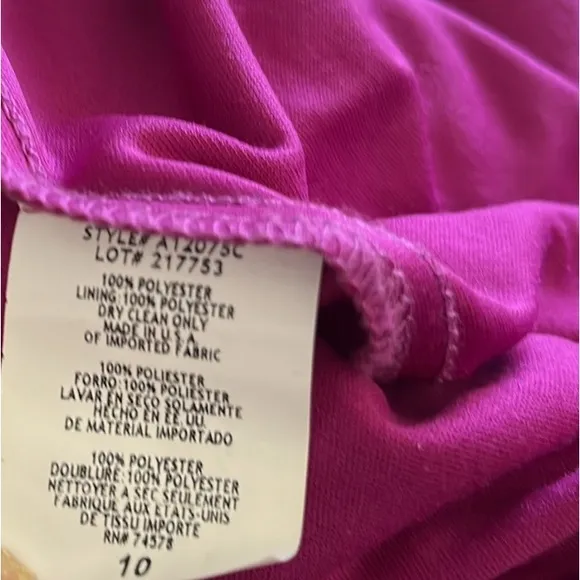 STYLE# A12075C
LOT# 217753
100% POLYESTER
LINING: 100% POLYESTER
DRY CLEAN ONLY
MADE IN U.S.A.
OF IMPORTED FABRIC
100% POLIESTER
FORRO: 100% POLIESTER
LAVAR EN SECO SOLAMENTE
HECHO EN EE.UU.
DE MATERIAL IMPORTADO
100% POLYESTER
DOUBLURE: 100% POLYESTER
NETTOYER A SEC SEULEMENT
FABRIQUE AUX ETATS-UNIS
DE TISSU IMPORTE
RN# 74578
10